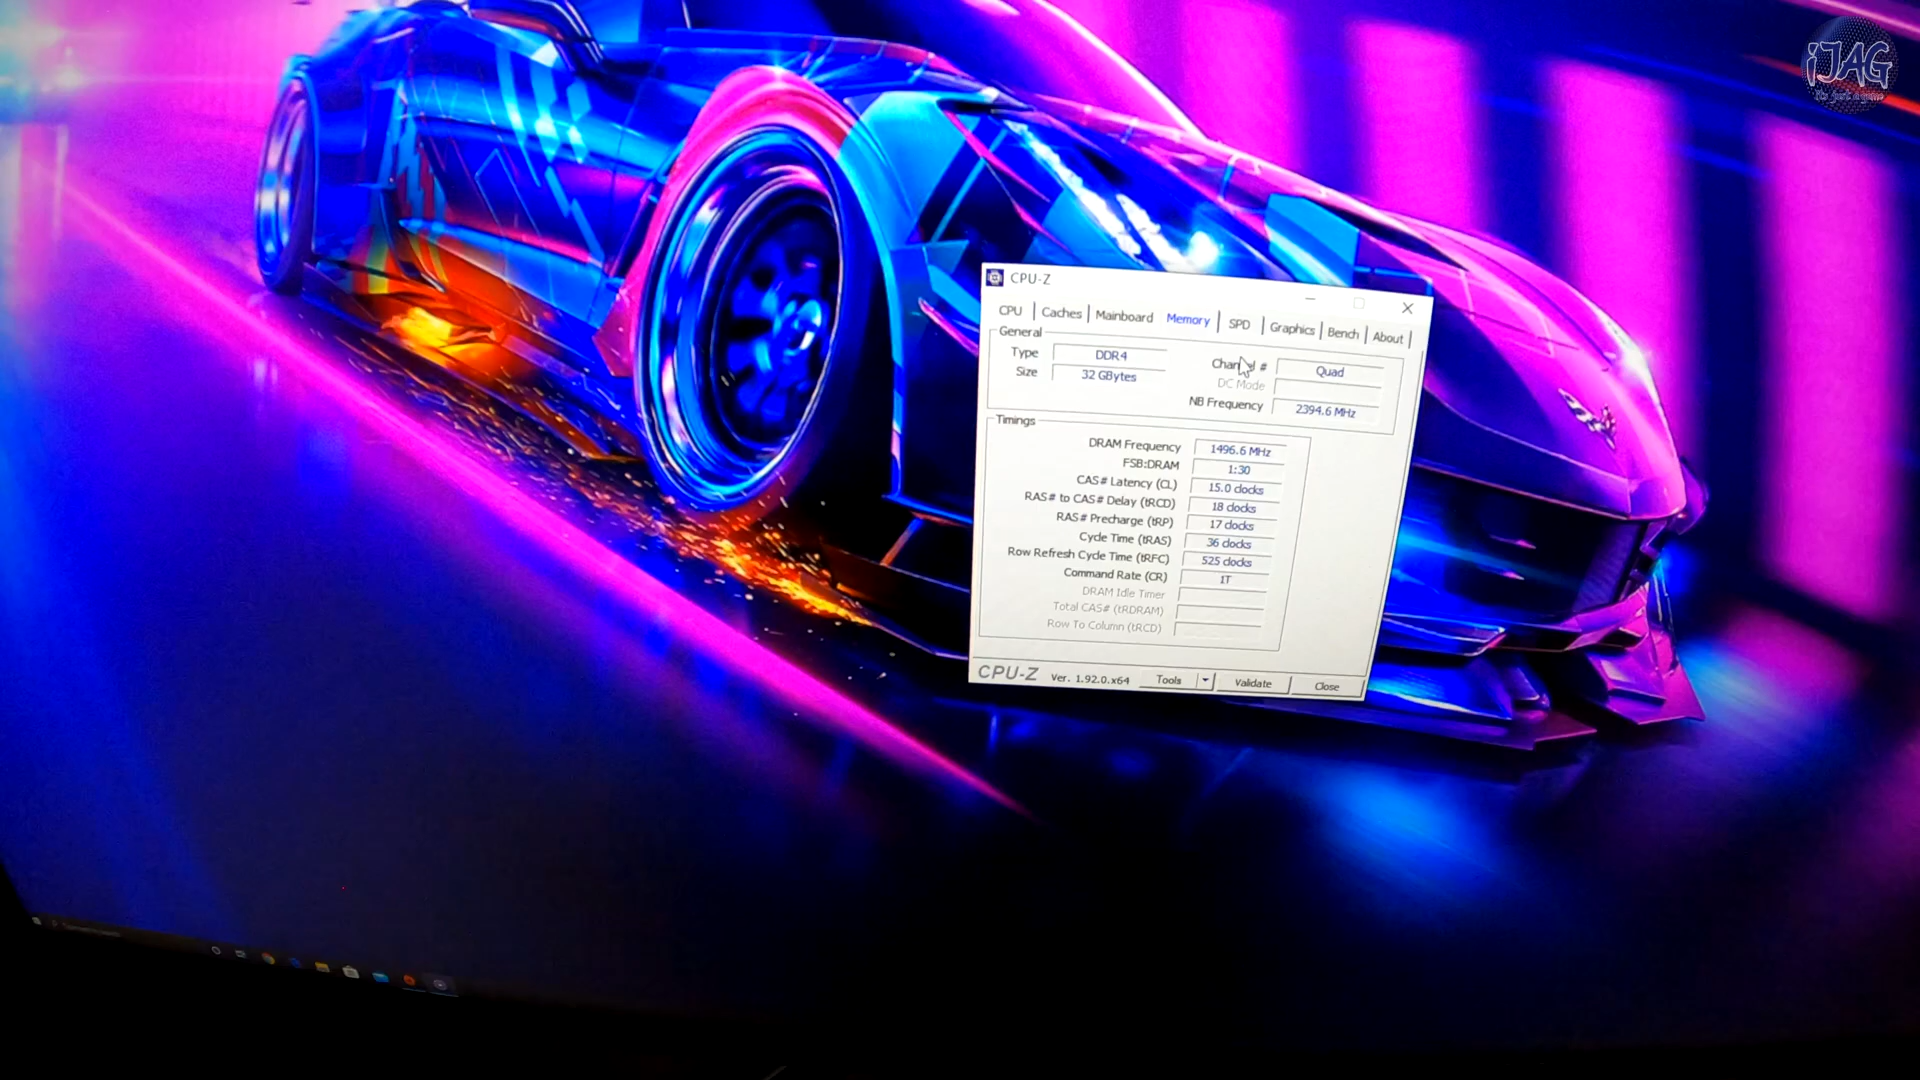 iJAG
its just a game
CPU-Z
CPU Caches Mainboard Memory SPD Graphics Bench About
General
Type DDR4 Channel # Quad
Size 32 GBytes DC Mode
NB Frequency 2394.6 MHz
Timings
DRAM Frequency 1496.6 MHz
FSB:DRAM 1:30
CAS# Latency (CL) 15.0 clocks
RAS# to CAS# Delay (tRCD) 18 clocks
RAS# Precharge (tRP) 17 clocks
Cycle Time (tRAS) 36 clocks
Row Refresh Cycle Time (tRFC) 525 clocks
Command Rate (CR) 1T
DRAM Idle Timer
Total CAS# (tRDRAM)
Row To Column (tRCD)
CPU-Z Ver. 1.92.0.x64 Tools Validate Close